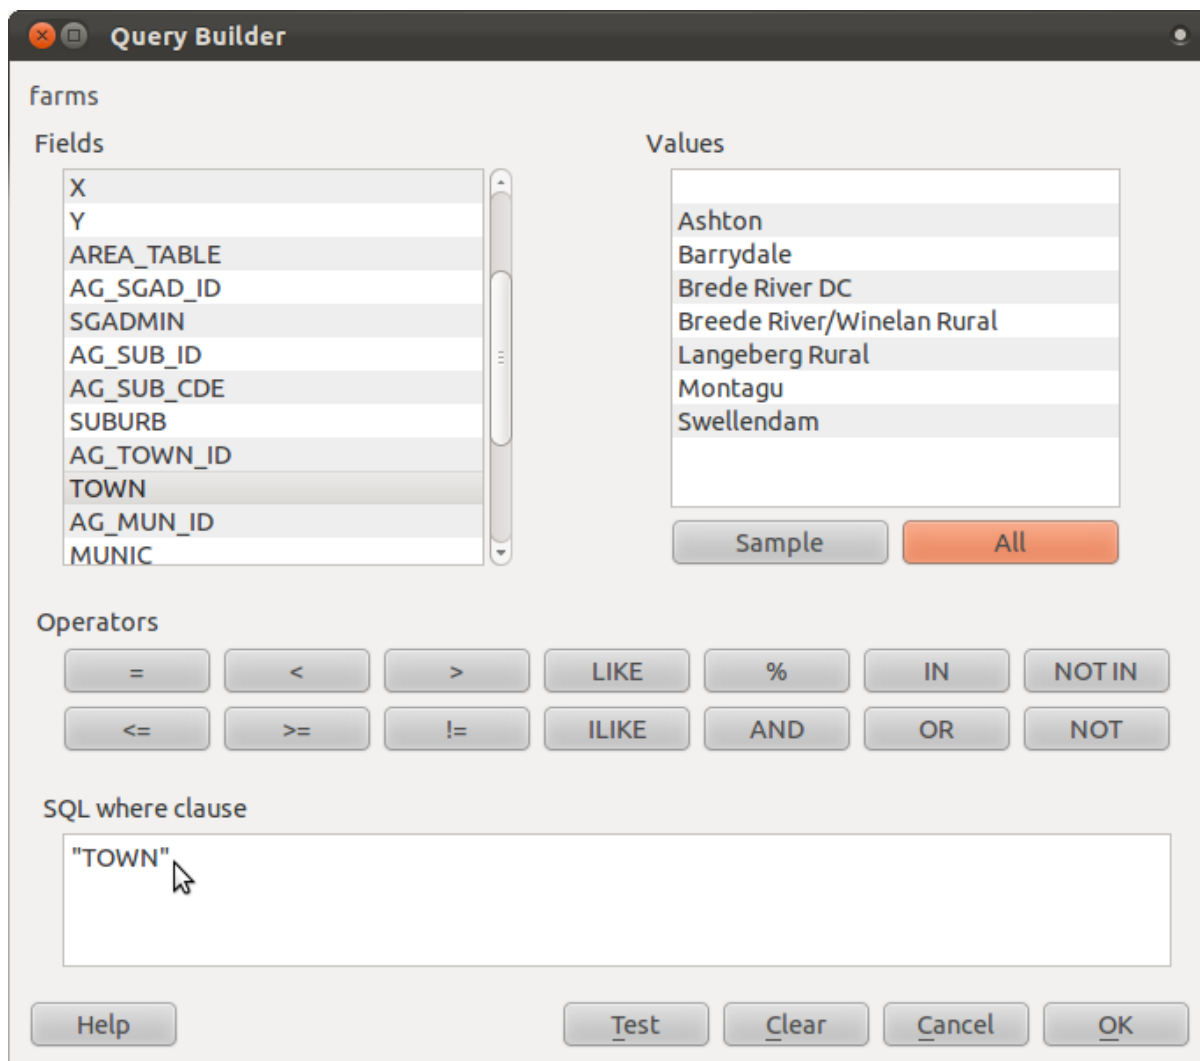 Query Builder
farms
Fields
X
Y
AREA_TABLE
AG_SGAD_ID
SGADMIN
AG_SUB_ID
AG_SUB_CDE
SUBURB
AG_TOWN_ID
TOWN
AG_MUN_ID
MUNIC
Values
Ashton
Barrydale
Brede River DC
Breede River/Winelan Rural
Langeberg Rural
Montagu
Swellendam
Sample All
Operators
= < > LIKE % IN NOT IN
<= >= != ILIKE AND OR NOT
SQL where clause
"TOWN"
Help Test Clear Cancel OK